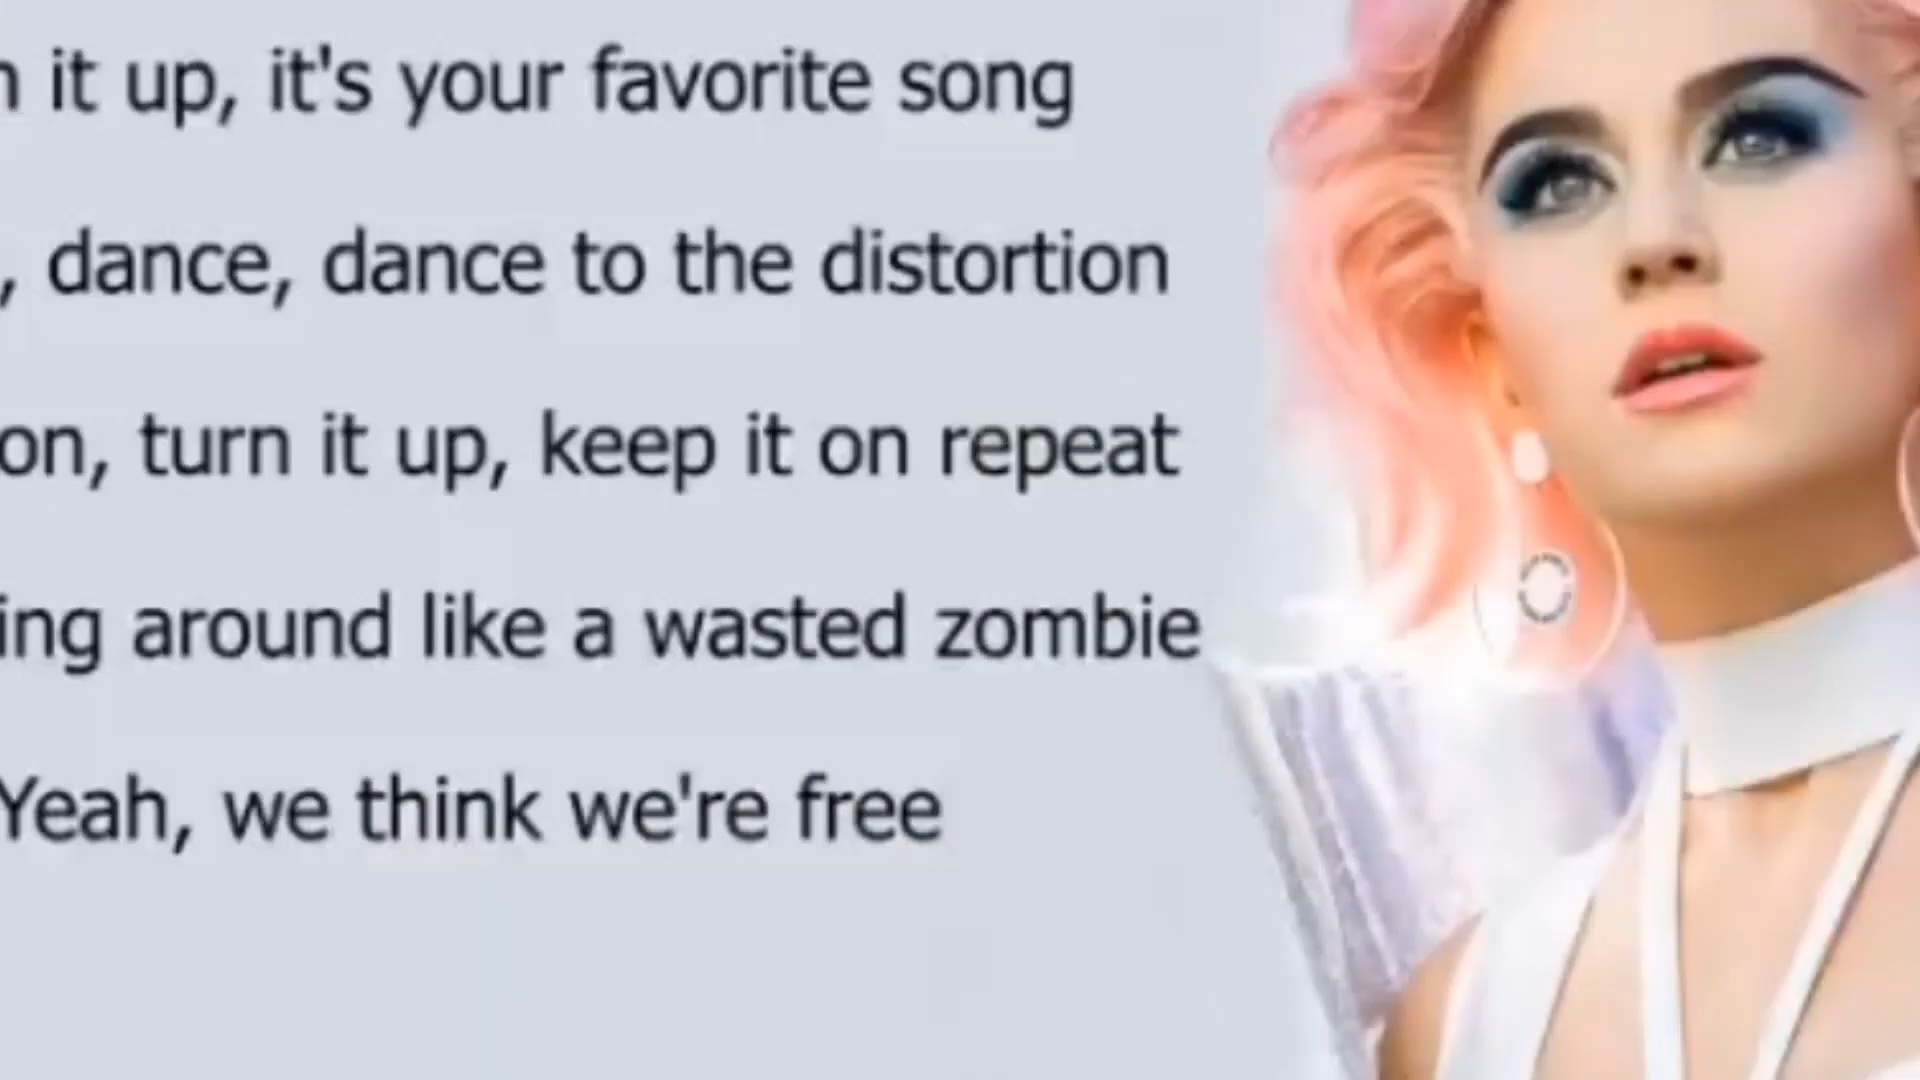 it up, it's your favorite song
, dance, dance to the distortion
on, turn it up, keep it on repeat
ing around like a wasted zombie
Yeah, we think we're free